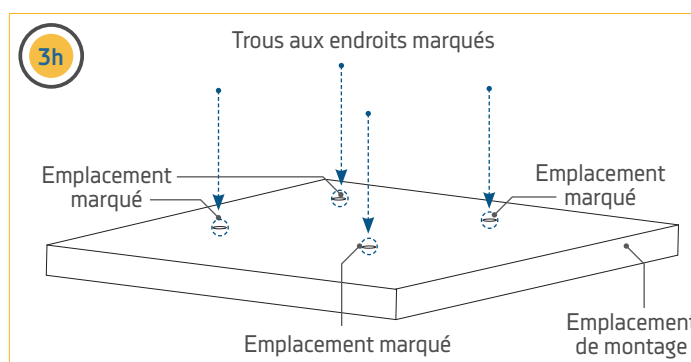 3h
Trous aux endroits marqués
Emplacement
marqué
Emplacement
marqué
Emplacement marqué
Emplacement
de montage